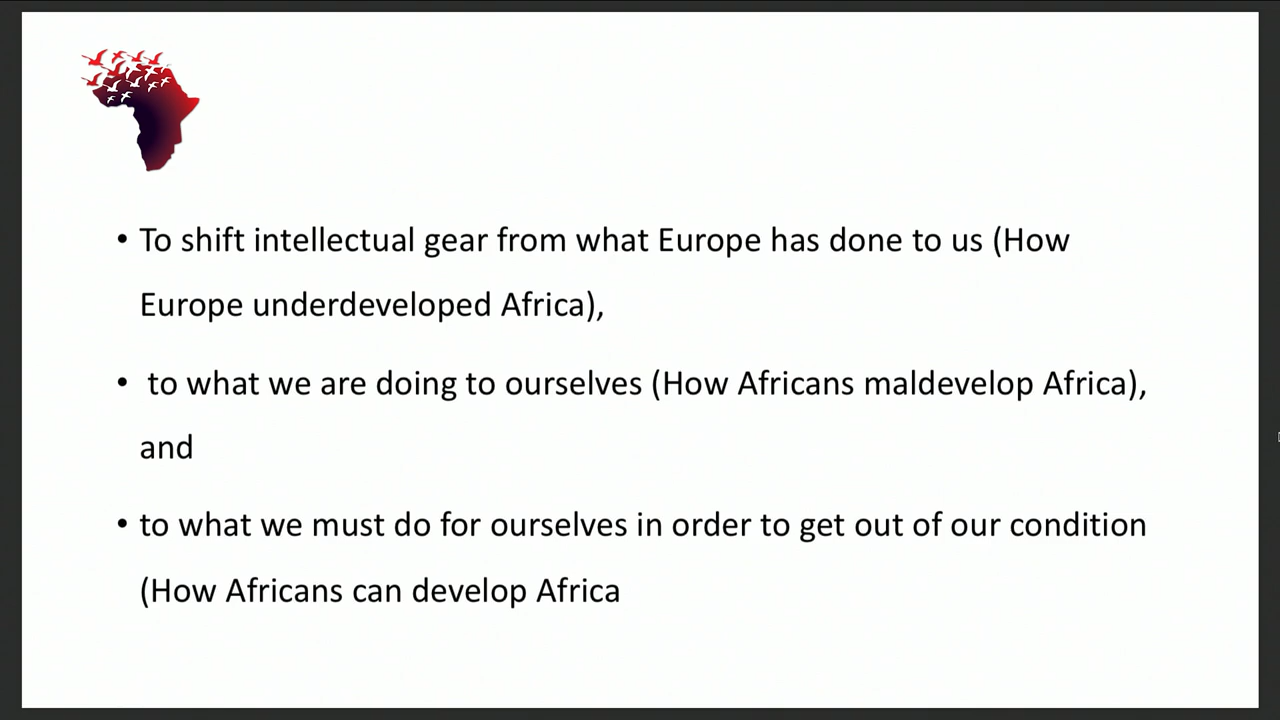 • To shift intellectual gear from what Europe has done to us (How
Europe underdeveloped Africa),
• to what we are doing to ourselves (How Africans maldevelop Africa),
and
• to what we must do for ourselves in order to get out of our condition
(How Africans can develop Africa